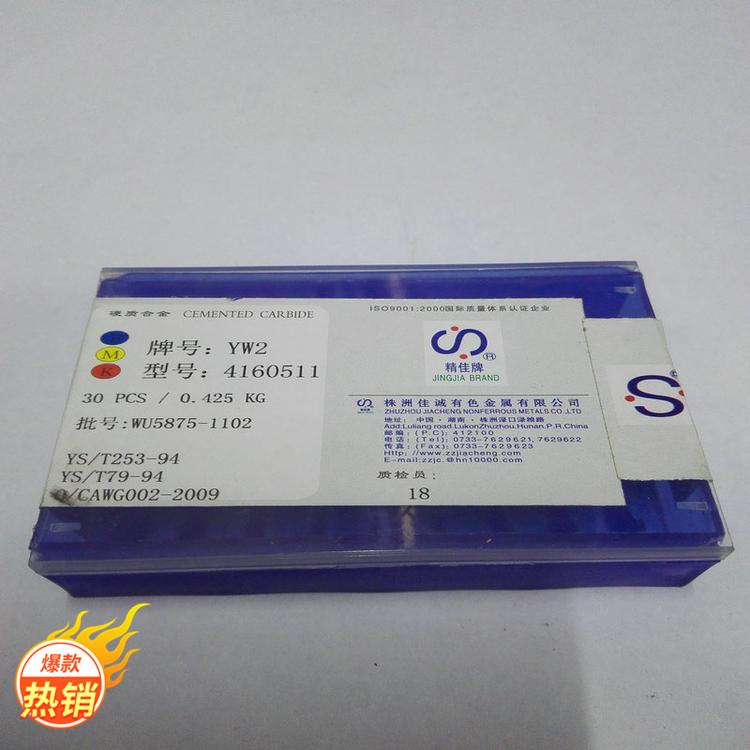 硬质合金 CEMENTED CARBIDE
P
M
K
牌号：YW2
型号：4160511
30 PCS / 0.425 KG
批号：WU5875-1102
YS/T253-94
YS/T79-94
Q/CAWG002-2009
ISO9001:2000国际质量体系认证企业
®
精佳牌
JINGJIA BRAND
株洲佳诚有色金属有限公司
ZHUZHOU JIACHENG NONFERROUS METALS CO.,LTD
地址：中国·湖南·株洲渌口渌粮路
Add:Luliang road.LukonZhuzhou.Hunan.P.R.China
邮编：(P.C)：412100
电话：(Tel)：0733-7629621,7629622
传真：(Fax)：0733-7629623
Http://www.zzjiacheng.com
E-mail:zzjc.@hn10000.com
质检员：
18
©
爆款
热销